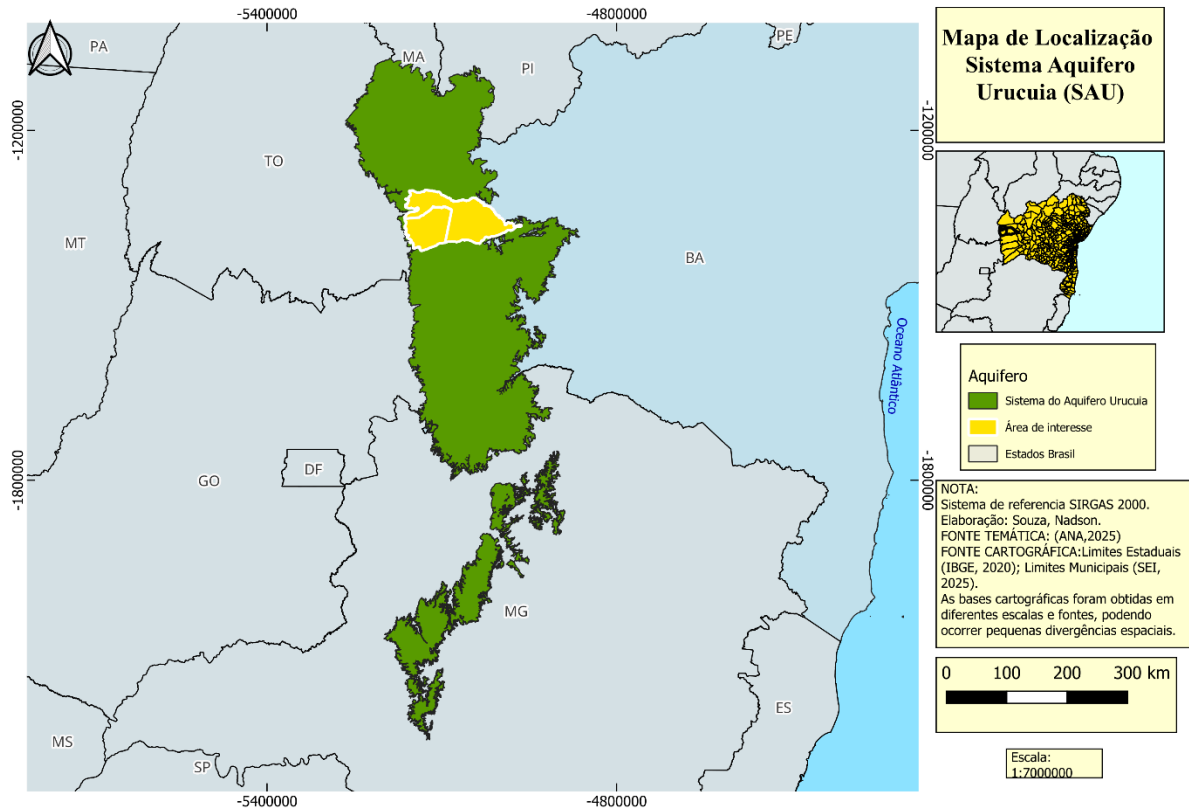 -5400000
-4800000
PA
MA
PE
PI
-1200000
-1200000
TO
MT
BA
Oceano Atlântico
DF
GO
-1800000
-1800000
MG
ES
MS
SP
-5400000
-4800000
Mapa de Localização
Sistema Aquifero
Urucuia (SAU)
Aquifero
Sistema do Aquifero Urucuia
Área de interesse
Estados Brasil
NOTA:
Sistema de referencia SIRGAS 2000.
Elaboração: Souza, Nadson.
FONTE TEMÁTICA: (ANA,2025)
FONTE CARTOGRÁFICA:Limites Estaduais
(IBGE, 2020); Limites Municipais (SEI,
2025).
As bases cartográficas foram obtidas em
diferentes escalas e fontes, podendo
ocorrer pequenas divergências espaciais.
0 100 200 300 km
Escala:
1:7000000